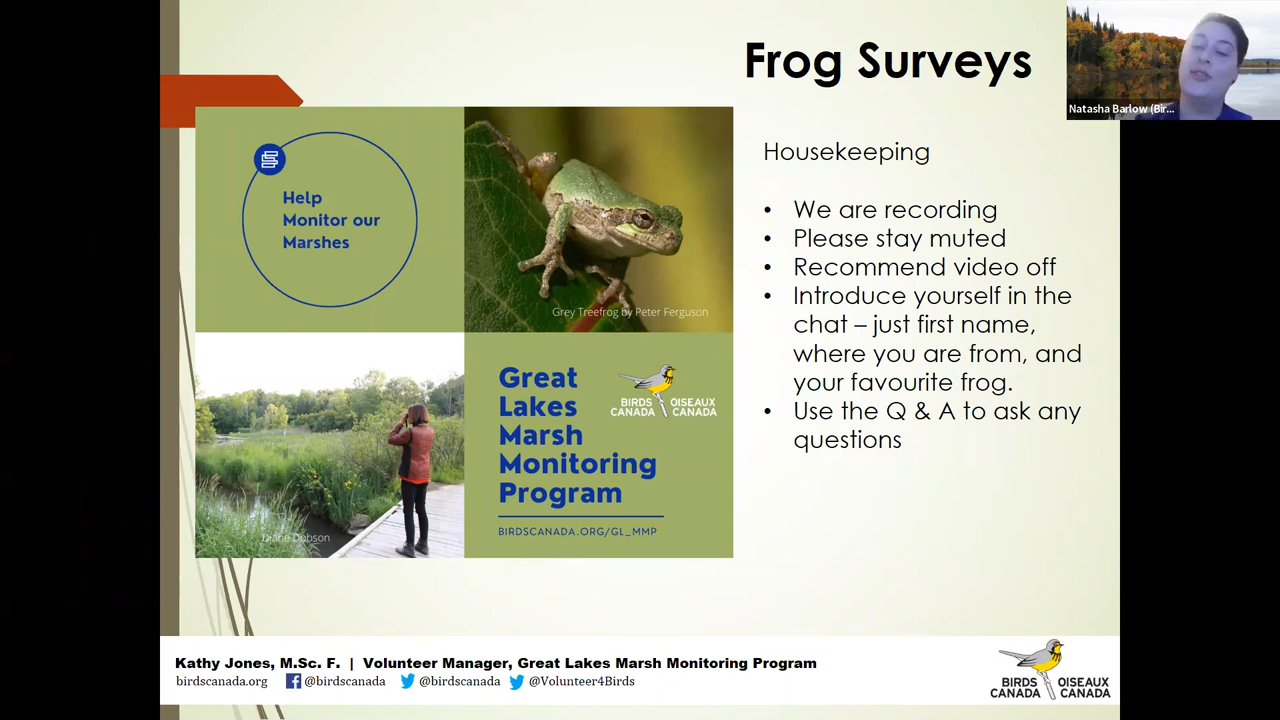 Frog Surveys
Natasha Barlow (Bir...
Help
Monitor our
Marshes
Grey Treefrog by Peter Ferguson
Diane Dobson
Great
Lakes
Marsh
Monitoring
Program
BIRDS OISEAUX
CANADA CANADA
BIRDSCANADA.ORG/GL_MMP
Housekeeping
• We are recording
• Please stay muted
• Recommend video off
• Introduce yourself in the
chat – just first name,
where you are from, and
your favourite frog.
• Use the Q & A to ask any
questions
Kathy Jones, M.Sc. F. | Volunteer Manager, Great Lakes Marsh Monitoring Program
birdscanada.org @birdscanada @birdscanada @Volunteer4Birds
BIRDS OISEAUX
CANADA CANADA